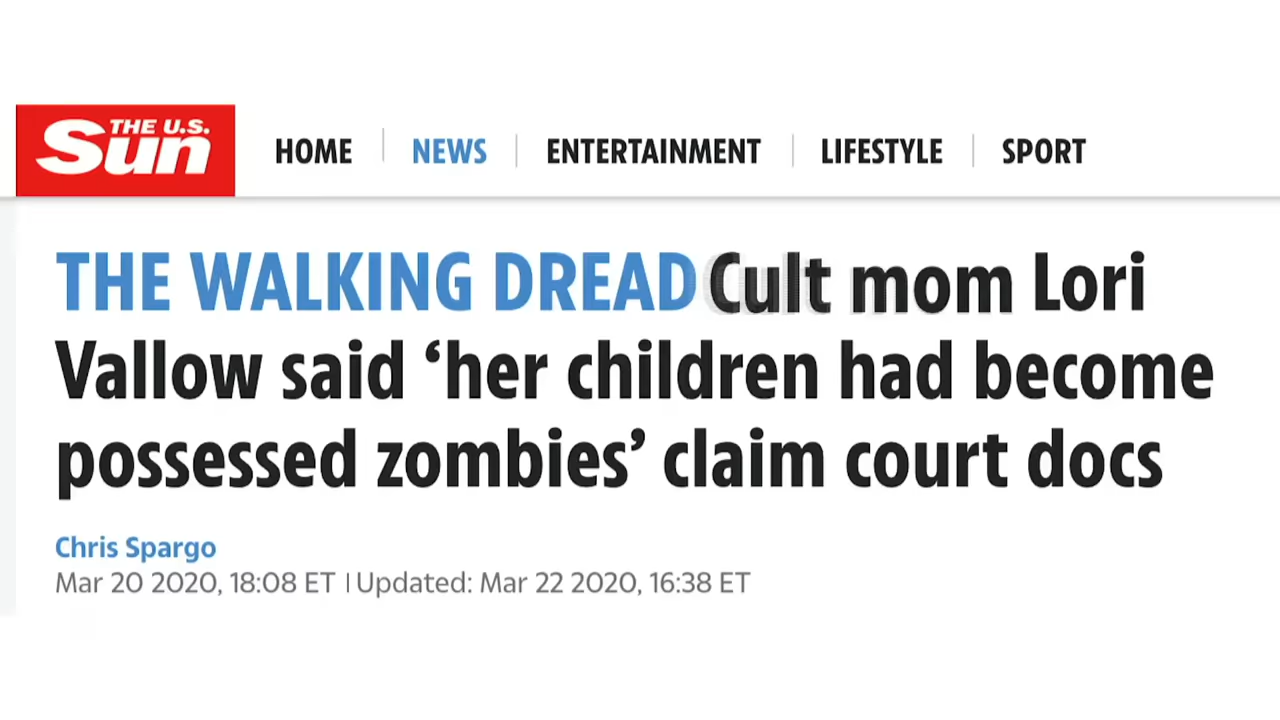 THE U.S.
Sun
HOME NEWS ENTERTAINMENT LIFESTYLE SPORT
THE WALKING DREAD Cult mom Lori
Vallow said ‘her children had become
possessed zombies’ claim court docs
Chris Spargo
Mar 20 2020, 18:08 ET | Updated: Mar 22 2020, 16:38 ET